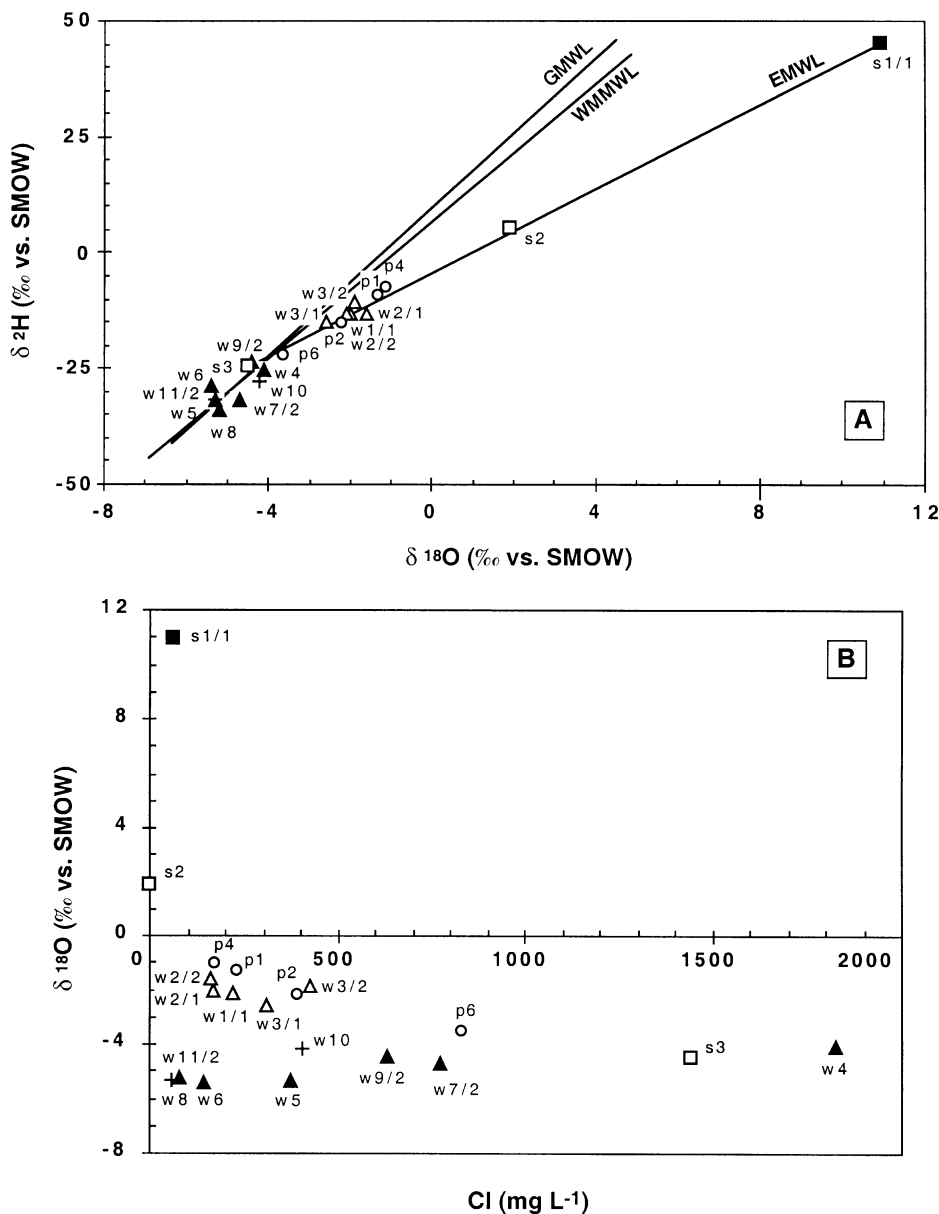 50
25
0
-25
-50
δ 2H (‰ vs. SMOW)
GMWL
WMMWL
EMWL
s1/1
s2
p4
p1
w3/2
w3/1
w2/1
w1/1
p2
w2/2
w9/2
p6
s3
w4
w6
w10
w11/2
w5
w7/2
w8
A
-8
-4
0
4
8
12
δ 18O (‰ vs. SMOW)
12
8
4
0
-4
-8
δ 18O (‰ vs. SMOW)
s1/1
B
s2
0
500
1000
1500
2000
p4
p1
p2
w2/2
w3/2
w2/1
w1/1
w3/1
p6
w10
w11/2
s3
w9/2
w4
w7/2
w8
w6
w5
Cl (mg L-1)